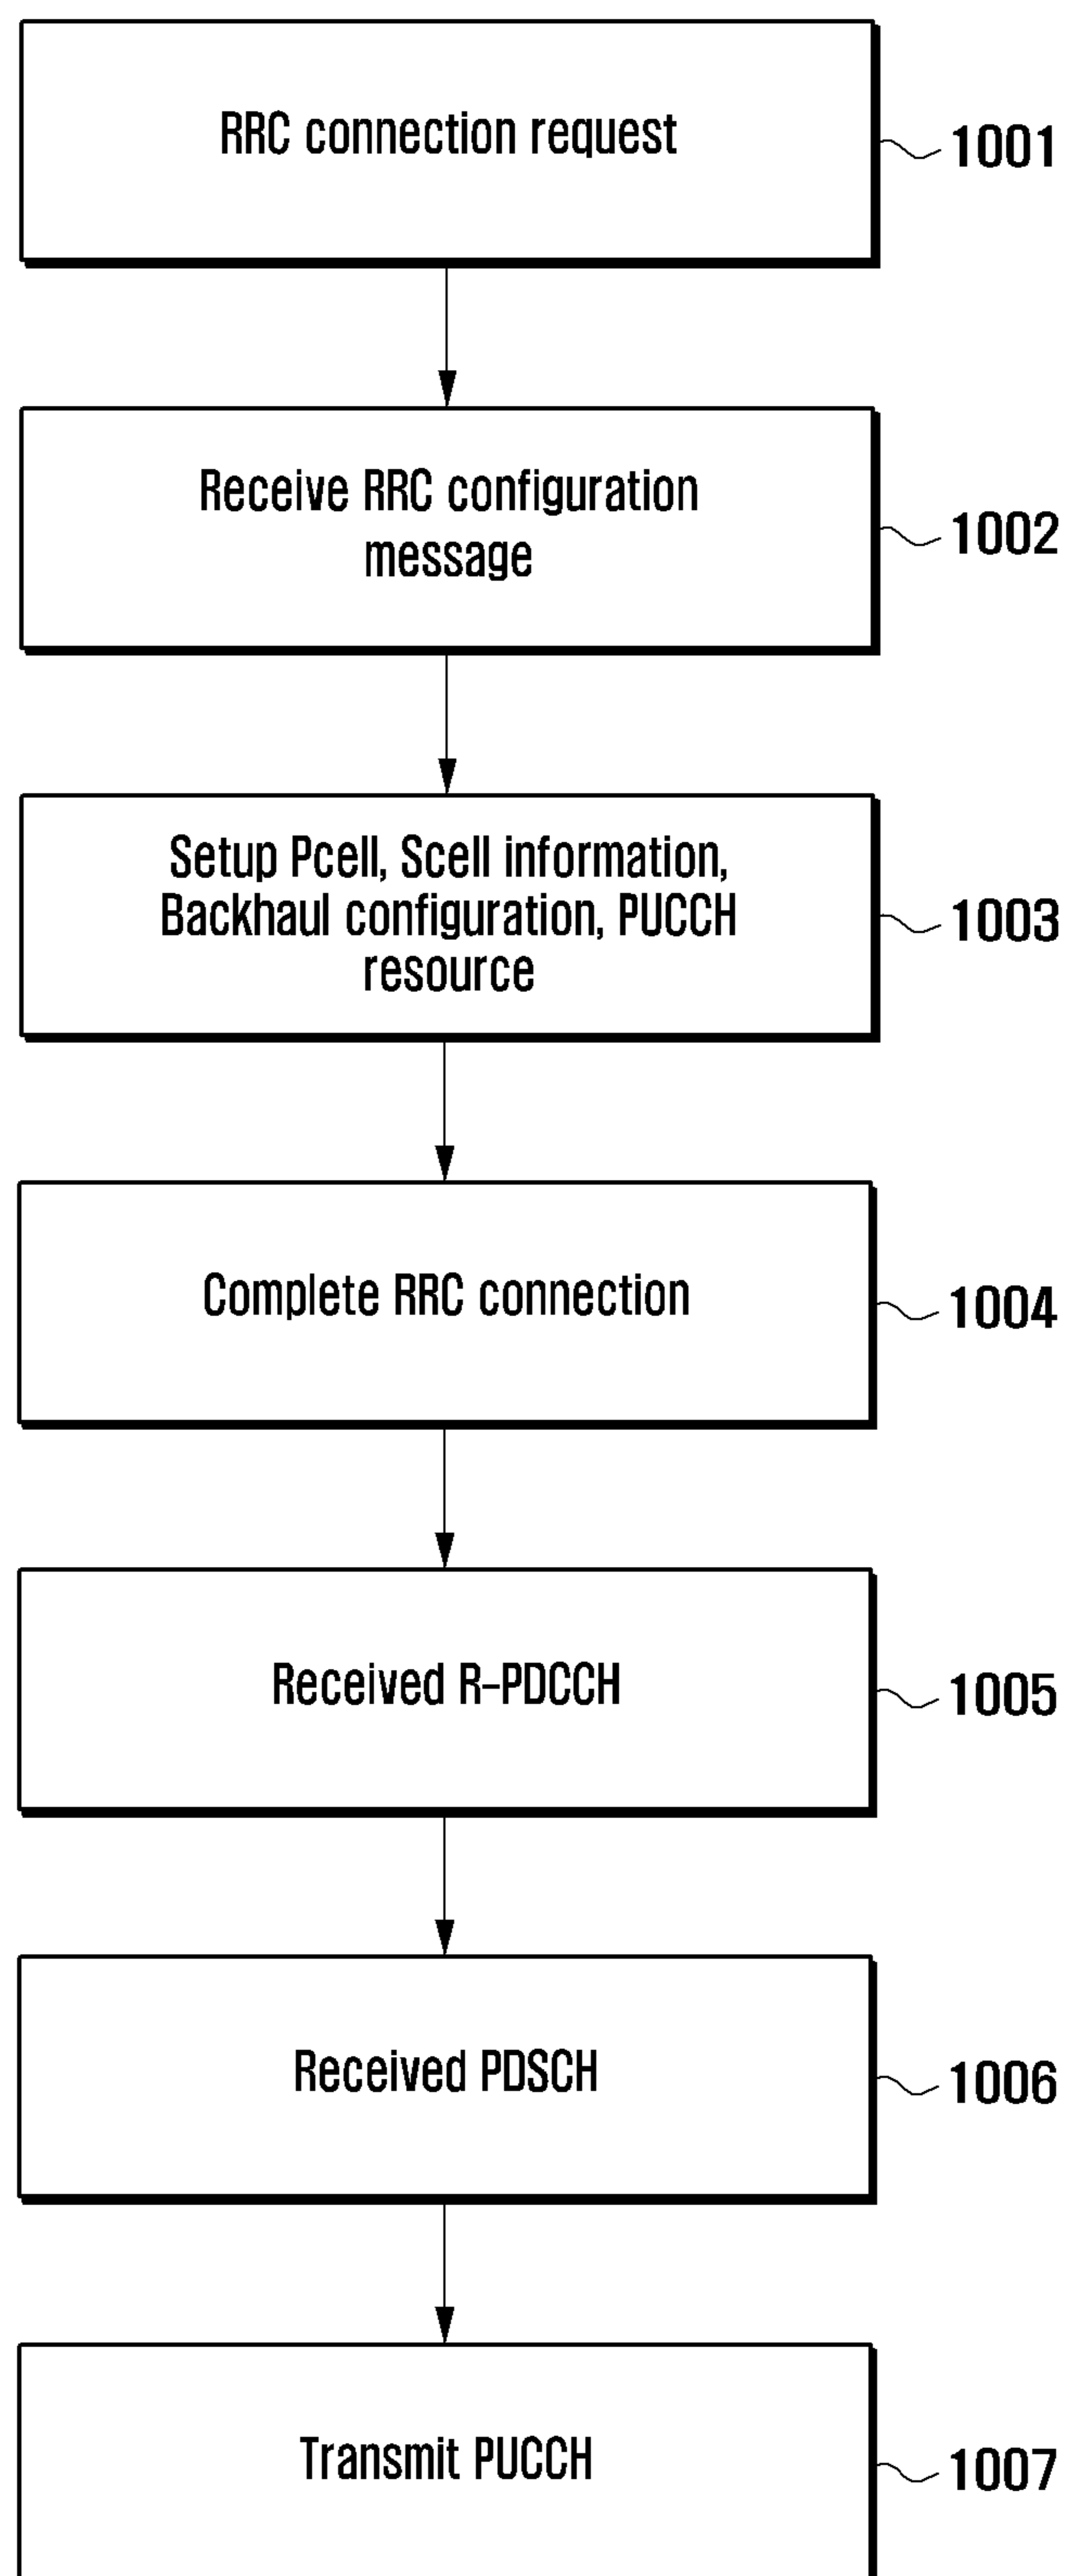 RRC connection request
1001
Receive RRC configuration
message
1002
Setup Pcell, Scell information,
Backhaul configuration, PUCCH
resource
1003
Complete RRC connection
1004
Received R-PDCCH
1005
Received PDSCH
1006
Transmit PUCCH
1007